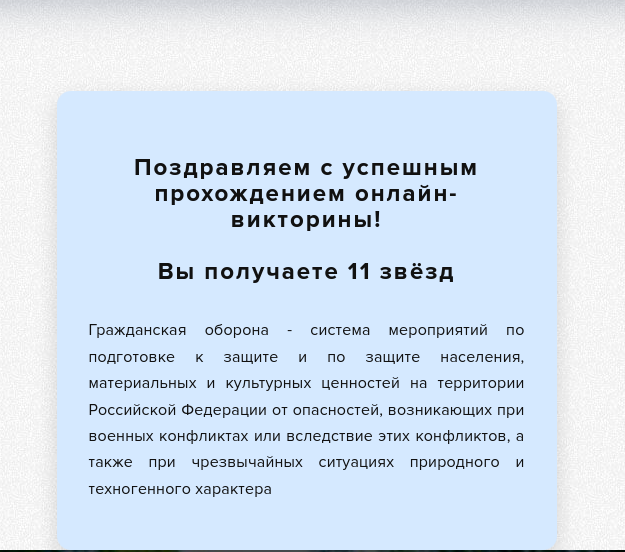 Поздравляем с успешным
прохождением онлайн-
викторины!
Вы получаете 11 звёзд
Гражданская оборона - система мероприятий по
подготовке к защите и по защите населения,
материальных и культурных ценностей на территории
Российской Федерации от опасностей, возникающих при
военных конфликтах или вследствие этих конфликтов, а
также при чрезвычайных ситуациях природного и
техногенного характера